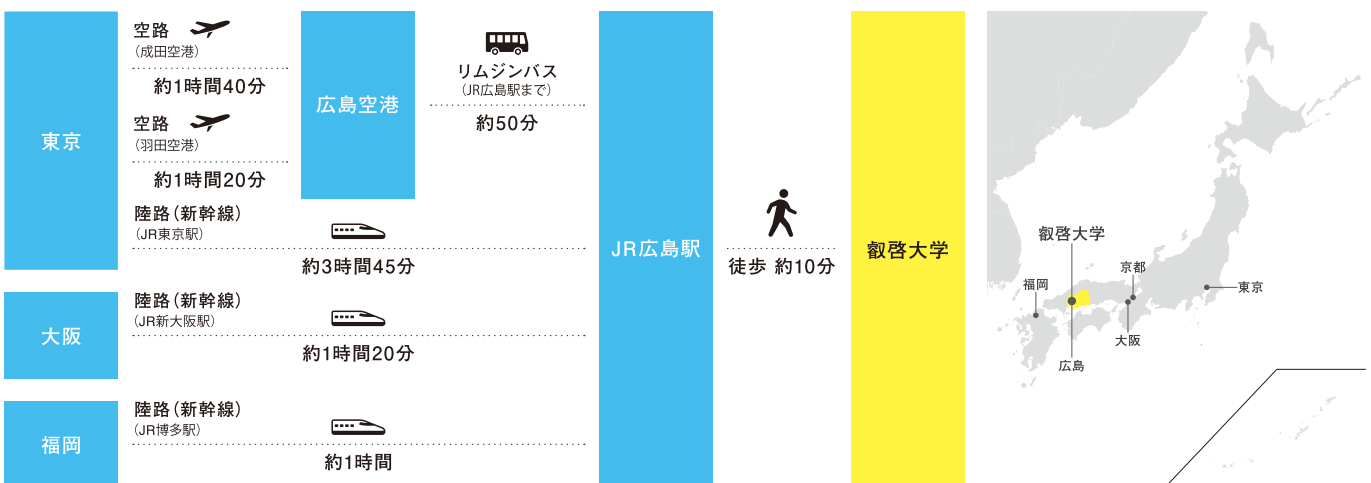 東京
空路
(成田空港)
約1時間40分
空路
(羽田空港)
約1時間20分
広島空港
リムジンバス
(JR広島駅まで)
約50分
陸路(新幹線)
(JR東京駅)
約3時間45分
大阪
陸路(新幹線)
(JR新大阪駅)
約1時間20分
福岡
陸路(新幹線)
(JR博多駅)
約1時間
JR広島駅
徒歩 約10分
叡啓大学
叡啓大学
京都
福岡
東京
大阪
広島